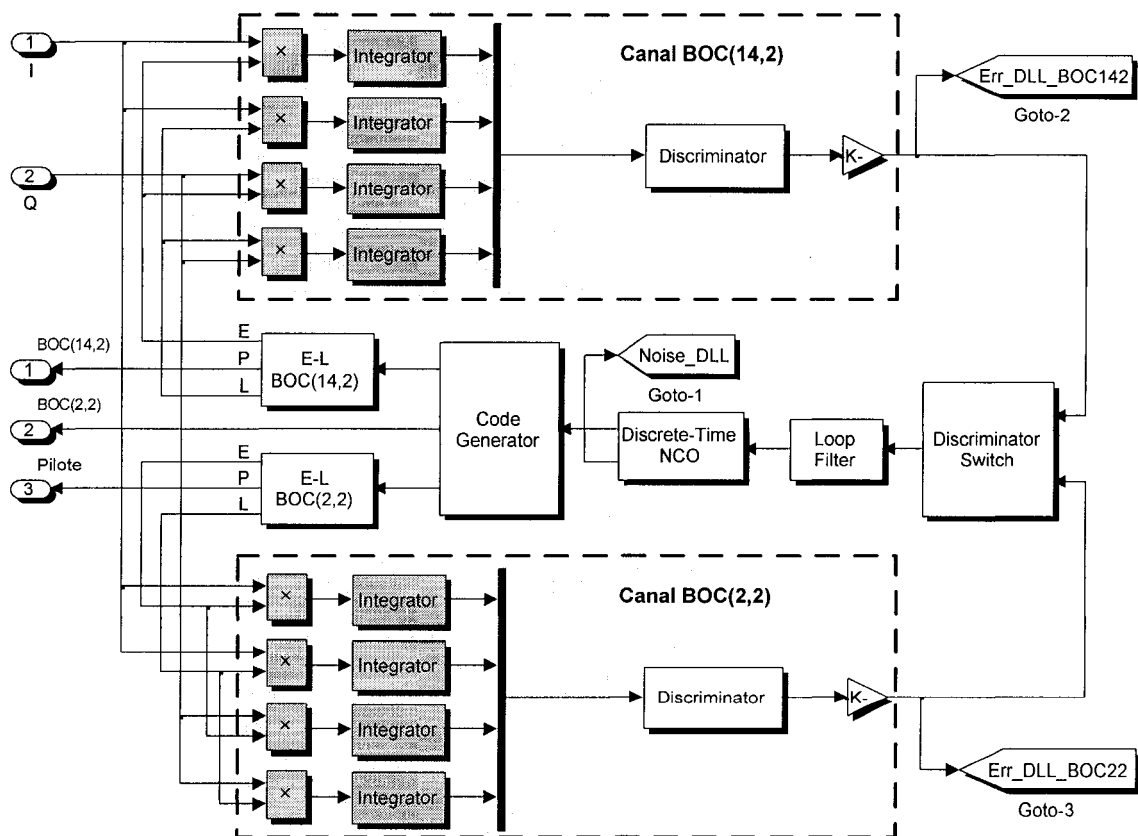 1
I
2
Q
×
×
×
×
Integrator
Integrator
Integrator
Integrator
Canal BOC(14,2)
Discriminator
K-
Err_DLL_BOC142
Goto-2
BOC(14,2)
1
BOC(2,2)
2
Pilote
3
E
P
L
E-L
BOC(14,2)
E
P
L
E-L
BOC(2,2)
Code
Generator
Noise_DLL
Goto-1
Discrete-Time
NCO
Loop
Filter
Discriminator
Switch
×
×
×
×
Integrator
Integrator
Integrator
Integrator
Canal BOC(2,2)
Discriminator
K-
Err_DLL_BOC22
Goto-3